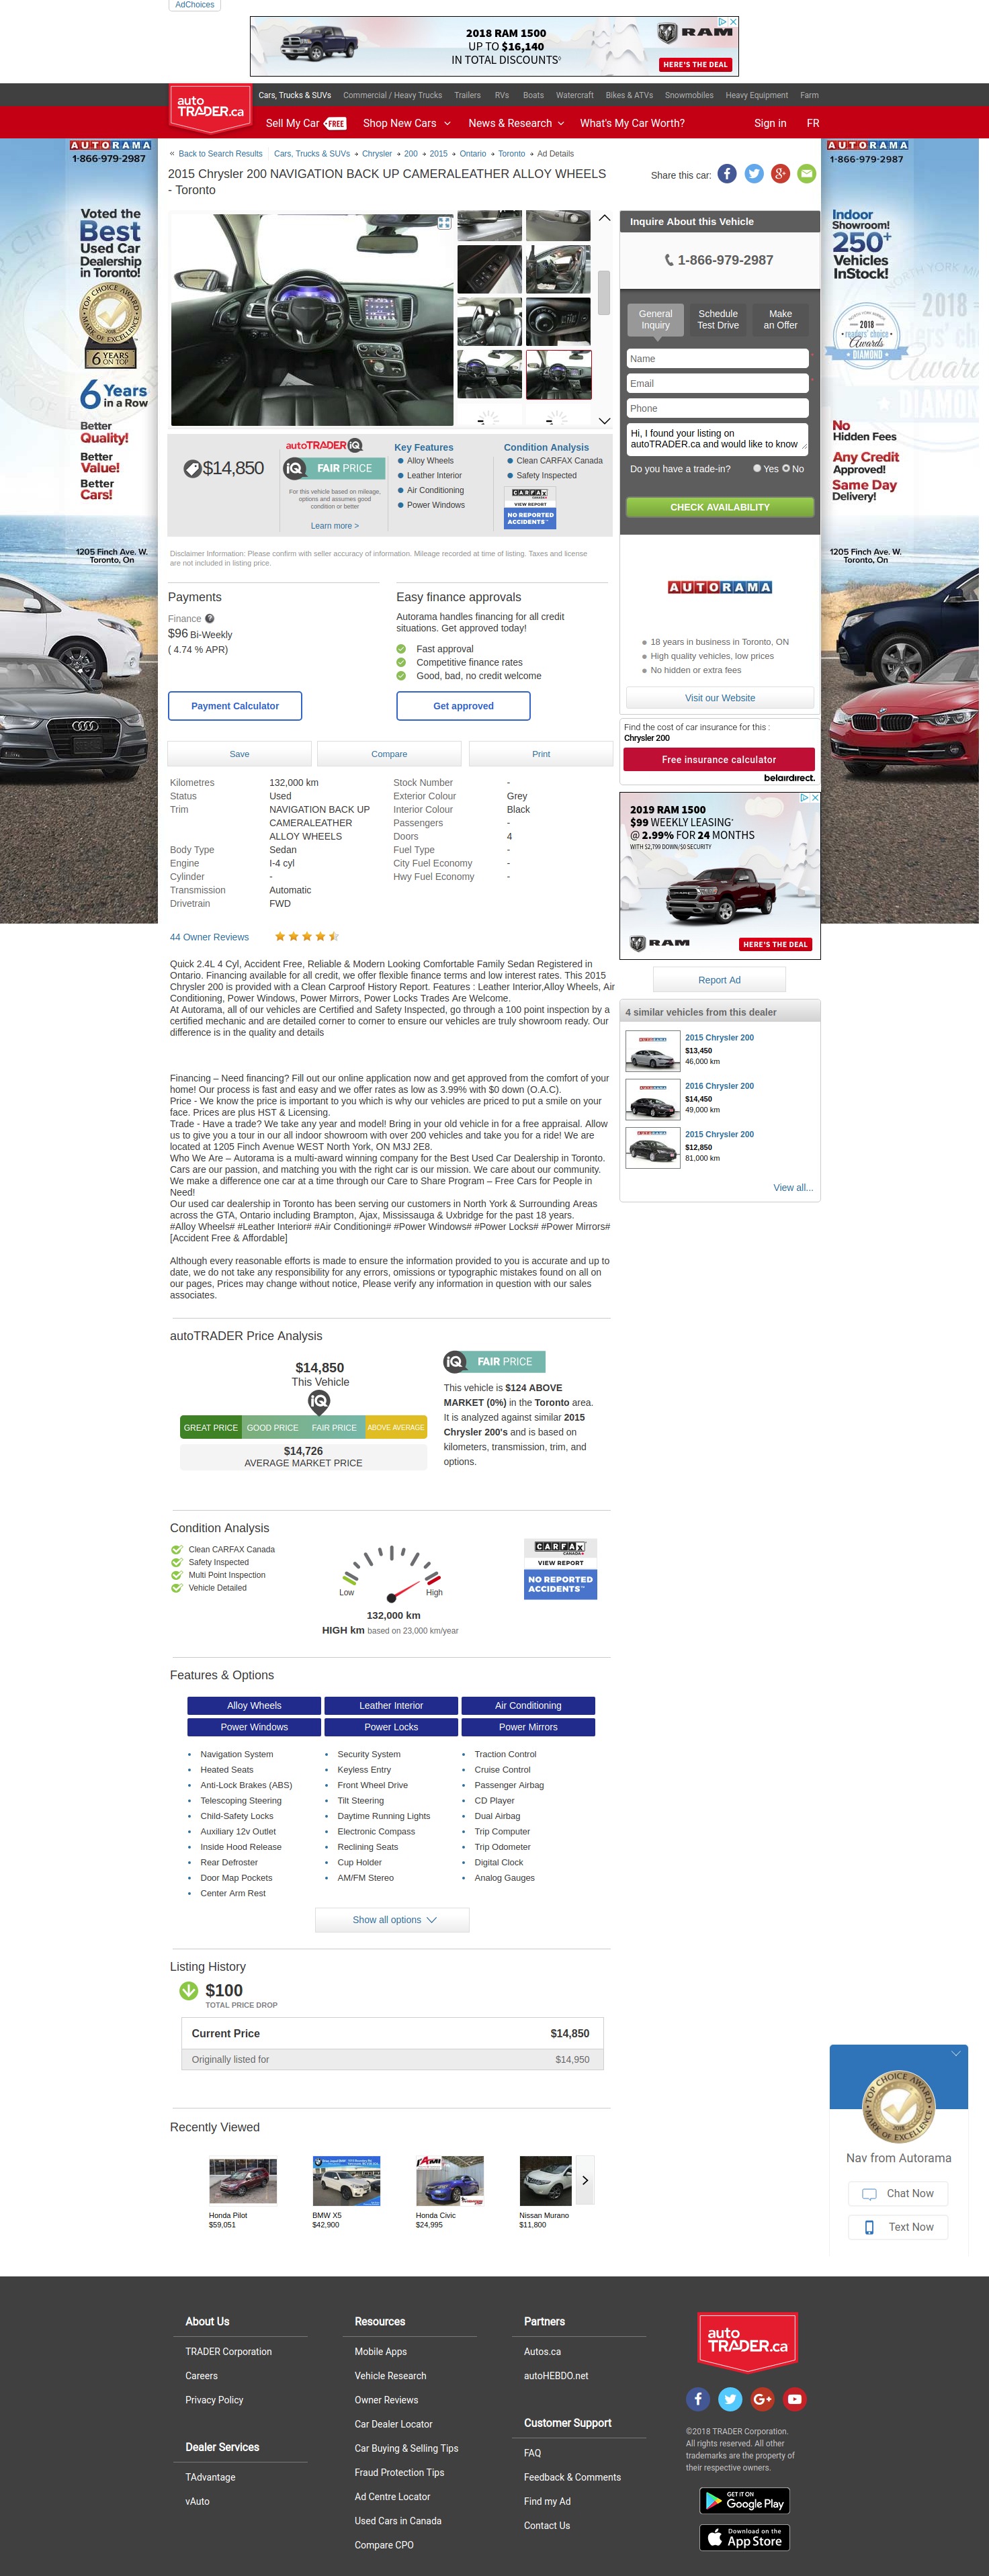 AdChoices
2018 RAM 1500
UP TO $16,140
IN TOTAL DISCOUNTS◊
RAM
HERE'S THE DEAL
auto
TRADER.ca
Cars, Trucks & SUVs Commercial / Heavy Trucks Trailers RVs Boats Watercraft Bikes & ATVs Snowmobiles Heavy Equipment Farm
Sell My Car FREE Shop New Cars News & Research What's My Car Worth? Sign in FR
AUTORAMA
1-866-979-2987
Voted the
Best
Used Car
Dealership
in Toronto!
TOP CHOICE AWARD
MARK OF EXCELLENCE
6 YEARS
ON TOP
6 Years
in a Row
Better
Quality!
Better
Value!
Better
Cars!
1205 Finch Ave. W.
Toronto, On
AUTORAMA
1-866-979-2987
Indoor
Showroom!
250+
Vehicles
InStock!
2018
readers' choice
Awards
DIAMOND
No
Hidden Fees
Any Credit
Approved!
Same Day
Delivery!
1205 Finch Ave. W.
Toronto, On
« Back to Search Results Cars, Trucks & SUVs → Chrysler → 200 → 2015 → Ontario → Toronto → Ad Details
2015 Chrysler 200 NAVIGATION BACK UP CAMERALEATHER ALLOY WHEELS
- Toronto
Share this car:
$14,850
autoTRADER iQ
iQ FAIR PRICE
For this vehicle based on mileage,
options and assumes good
condition or better
Learn more >
Key Features
Alloy Wheels
Leather Interior
Air Conditioning
Power Windows
Condition Analysis
Clean CARFAX Canada
Safety Inspected
CARFAX
CANADA
VIEW REPORT
NO REPORTED
ACCIDENTS™
Disclaimer Information: Please confirm with seller accuracy of information. Mileage recorded at time of listing. Taxes and license
are not included in listing price.
Payments
Finance ?
$96 Bi-Weekly
( 4.74 % APR)
Payment Calculator
Easy finance approvals
Autorama handles financing for all credit
situations. Get approved today!
Fast approval
Competitive finance rates
Good, bad, no credit welcome
Get approved
Save Compare Print
Kilometres 132,000 km
Status Used
Trim NAVIGATION BACK UP
CAMERALEATHER
ALLOY WHEELS
Body Type Sedan
Engine I-4 cyl
Cylinder -
Transmission Automatic
Drivetrain FWD
Stock Number -
Exterior Colour Grey
Interior Colour Black
Passengers -
Doors 4
Fuel Type -
City Fuel Economy -
Hwy Fuel Economy -
44 Owner Reviews
Quick 2.4L 4 Cyl, Accident Free, Reliable & Modern Looking Comfortable Family Sedan Registered in
Ontario. Financing available for all credit, we offer flexible finance terms and low interest rates. This 2015
Chrysler 200 is provided with a Clean Carproof History Report. Features : Leather Interior,Alloy Wheels, Air
Conditioning, Power Windows, Power Mirrors, Power Locks Trades Are Welcome.
At Autorama, all of our vehicles are Certified and Safety Inspected, go through a 100 point inspection by a
certified mechanic and are detailed corner to corner to ensure our vehicles are truly showroom ready. Our
difference is in the quality and details
Financing – Need financing? Fill out our online application now and get approved from the comfort of your
home! Our process is fast and easy and we offer rates as low as 3.99% with $0 down (O.A.C).
Price - We know the price is important to you which is why our vehicles are priced to put a smile on your
face. Prices are plus HST & Licensing.
Trade - Have a trade? We take any year and model! Bring in your old vehicle in for a free appraisal. Allow
us to give you a tour in our all indoor showroom with over 200 vehicles and take you for a ride! We are
located at 1205 Finch Avenue WEST North York, ON M3J 2E8.
Who We Are – Autorama is a multi-award winning company for the Best Used Car Dealership in Toronto.
Cars are our passion, and matching you with the right car is our mission. We care about our community.
We make a difference one car at a time through our Care to Share Program – Free Cars for People in
Need!
Our used car dealership in Toronto has been serving our customers in North York & Surrounding Areas
across the GTA, Ontario including Brampton, Ajax, Mississauga & Uxbridge for the past 18 years.
#Alloy Wheels# #Leather Interior# #Air Conditioning# #Power Windows# #Power Locks# #Power Mirrors#
[Accident Free & Affordable]
Although every reasonable efforts is made to ensure the information provided to you is accurate and up to
date, we do not take any responsibility for any errors, omissions or typographic mistakes found on all on
our pages, Prices may change without notice, Please verify any information in question with our sales
associates.
Inquire About this Vehicle
1-866-979-2987
General
Inquiry
Schedule
Test Drive
Make
an Offer
Name
Email
Phone
Hi, I found your listing on
autoTRADER.ca and would like to know
Do you have a trade-in? Yes No
CHECK AVAILABILITY
AUTORAMA
18 years in business in Toronto, ON
High quality vehicles, low prices
No hidden or extra fees
Visit our Website
Find the cost of car insurance for this :
Chrysler 200
Free insurance calculator
belairdirect.
2019 RAM 1500
$99 WEEKLY LEASING*
@ 2.99% FOR 24 MONTHS
WITH $2,799 DOWN/$0 SECURITY
RAM
HERE'S THE DEAL
Report Ad
4 similar vehicles from this dealer
2015 Chrysler 200
$13,450
46,000 km
2016 Chrysler 200
$14,450
49,000 km
2015 Chrysler 200
$12,850
81,000 km
View all...
autoTRADER Price Analysis
$14,850
This Vehicle
iQ
GREAT PRICE GOOD PRICE FAIR PRICE ABOVE AVERAGE
$14,726
AVERAGE MARKET PRICE
iQ FAIR PRICE
This vehicle is $124 ABOVE
MARKET (0%) in the Toronto area.
It is analyzed against similar 2015
Chrysler 200's and is based on
kilometers, transmission, trim, and
options.
Condition Analysis
Clean CARFAX Canada
Safety Inspected
Multi Point Inspection
Vehicle Detailed
Low High
132,000 km
HIGH km based on 23,000 km/year
CARFAX
CANADA
VIEW REPORT
NO REPORTED
ACCIDENTS™
Features & Options
Alloy Wheels Leather Interior Air Conditioning
Power Windows Power Locks Power Mirrors
Navigation System Security System Traction Control
Heated Seats Keyless Entry Cruise Control
Anti-Lock Brakes (ABS) Front Wheel Drive Passenger Airbag
Telescoping Steering Tilt Steering CD Player
Child-Safety Locks Daytime Running Lights Dual Airbag
Auxiliary 12v Outlet Electronic Compass Trip Computer
Inside Hood Release Reclining Seats Trip Odometer
Rear Defroster Cup Holder Digital Clock
Door Map Pockets AM/FM Stereo Analog Gauges
Center Arm Rest
Show all options
Listing History
$100
TOTAL PRICE DROP
Current Price $14,850
Originally listed for $14,950
Recently Viewed
Honda Pilot
$59,051
BMW X5
$42,900
Honda Civic
$24,995
Nissan Murano
$11,800
TOP CHOICE AWARD
MARK OF EXCELLENCE
Nav from Autorama
Chat Now
Text Now
About Us
TRADER Corporation
Careers
Privacy Policy
Dealer Services
TAdvantage
vAuto
Resources
Mobile Apps
Vehicle Research
Owner Reviews
Car Dealer Locator
Car Buying & Selling Tips
Fraud Protection Tips
Ad Centre Locator
Used Cars in Canada
Compare CPO
Partners
Autos.ca
autoHEBDO.net
Customer Support
FAQ
Feedback & Comments
Find my Ad
Contact Us
auto
TRADER.ca
©2018 TRADER Corporation.
All rights reserved. All other
trademarks are the property of
their respective owners.
GET IT ON
Google Play
Download on the
App Store